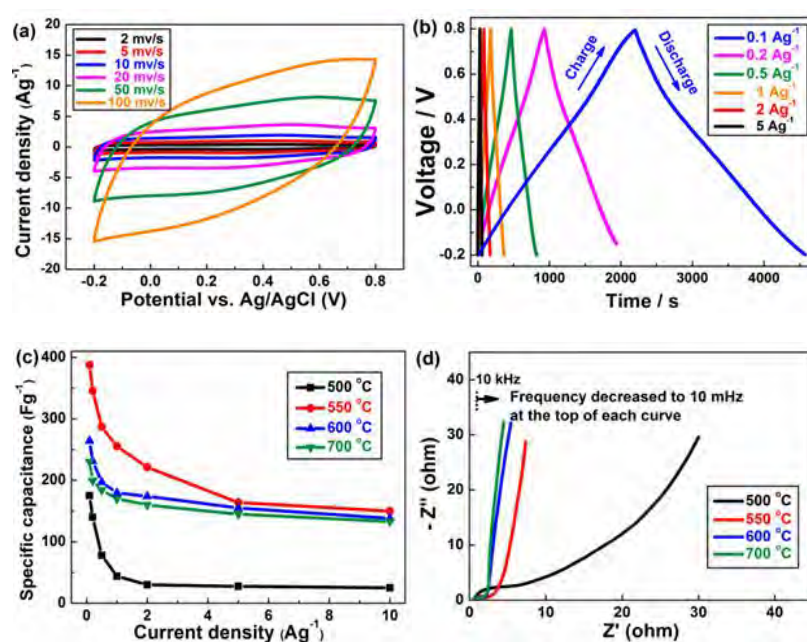 (a)
Current density (Ag⁻¹)
25
20
15
10
5
0
-5
-10
-15
-20
2 mv/s
5 mv/s
10 mv/s
20 mv/s
50 mv/s
100 mv/s
-0.2 0.0 0.2 0.4 0.6 0.8
Potential vs. Ag/AgCl (V)
(b)
Voltage / V
0.8
0.4
0.0
-0.2
Charge
Discharge
0.1 Ag⁻¹
0.2 Ag⁻¹
0.5 Ag⁻¹
1 Ag⁻¹
2 Ag⁻¹
5 Ag⁻¹
0 1000 2000 3000 4000
Time / s
(c)
Specific capacitance (Fg⁻¹)
400
300
200
100
0
500 °C
550 °C
600 °C
700 °C
0 2 4 6 8 10
Current density (Ag⁻¹)
(d)
- Z'' (ohm)
40
30
20
10
0
10 kHz
Frequency decreased to 10 mHz
at the top of each curve
500 °C
550 °C
600 °C
700 °C
0 10 20 30 40
Z' (ohm)